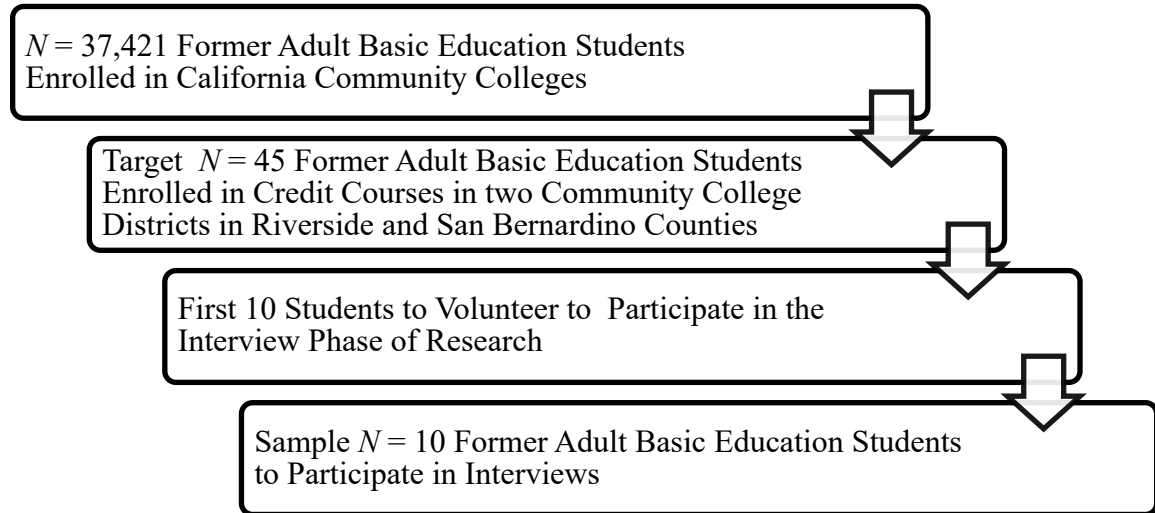 N = 37,421 Former Adult Basic Education Students
Enrolled in California Community Colleges
Target N = 45 Former Adult Basic Education Students
Enrolled in Credit Courses in two Community College
Districts in Riverside and San Bernardino Counties
First 10 Students to Volunteer to Participate in the
Interview Phase of Research
Sample N = 10 Former Adult Basic Education Students
to Participate in Interviews